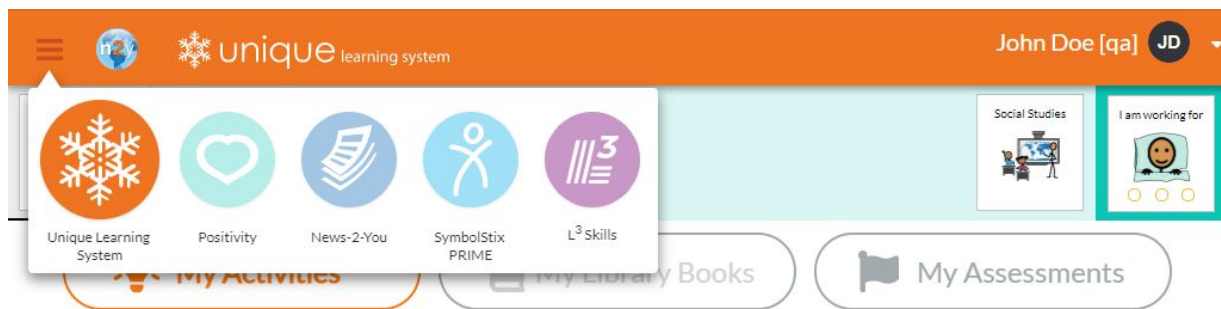 n2y
unique learning system
John Doe [qa] JD
Social Studies
I am working for
Unique Learning System
Positivity
News-2-You
SymbolStix PRIME
L³ Skills
My Activities
My Library Books
My Assessments